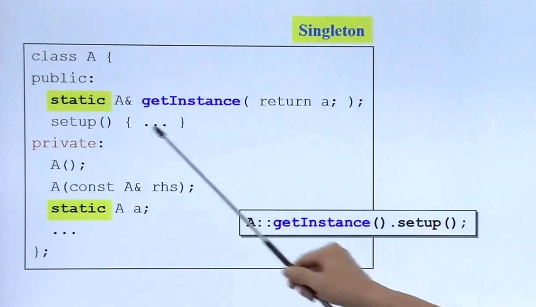 Singleton
class A {
public:
static A& getInstance( return a; );
setup() { ... }
private:
A();
A(const A& rhs);
static A a;
...
};
A::getInstance().setup();